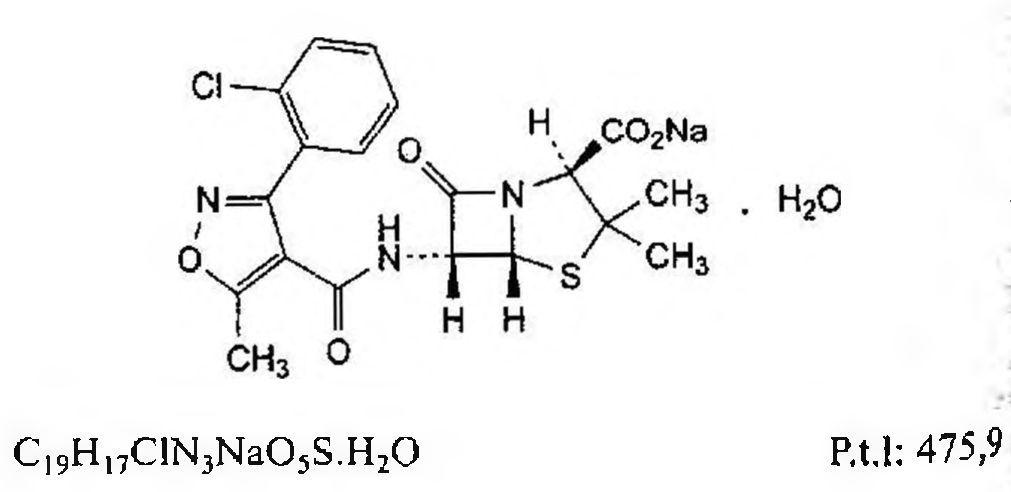 Cl
H
CO₂Na
O
N
CH₃
. H₂O
N
H
N
O
S
CH₃
H H
CH₃
O
C₁₉H₁₇ClN₃NaO₅S.H₂O P.t.l: 475,9